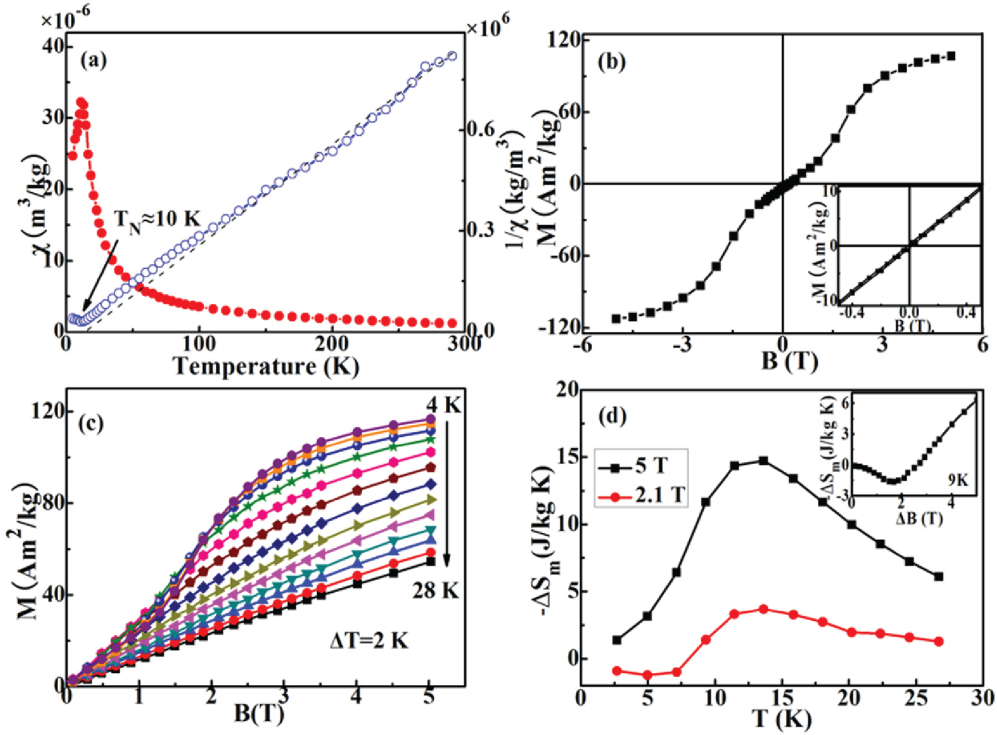 ×10⁻⁶
×10⁶
(a)
40
30
20
10
0
χ (m³/kg)
0.6
0.3
0.0
1/χ (kg/m³)
T_N≈10 K
0
100
200
300
Temperature (K)
(b)
120
60
0
-60
-120
M (Am²/kg)
-6
-3
0
3
6
B (T)
10
0
-10
M (Am²/kg)
-0.4
0.0
0.4
B (T)
(c)
120
80
40
0
M (Am²/kg)
4 K
28 K
ΔT=2 K
0
1
2
3
4
5
B(T)
(d)
20
15
10
5
0
-ΔS_m(J/kg K)
5 T
2.1 T
0
5
10
15
20
25
30
T (K)
6
3
0
-3
-ΔS_m(J/kg K)
9K
0
2
4
ΔB (T)